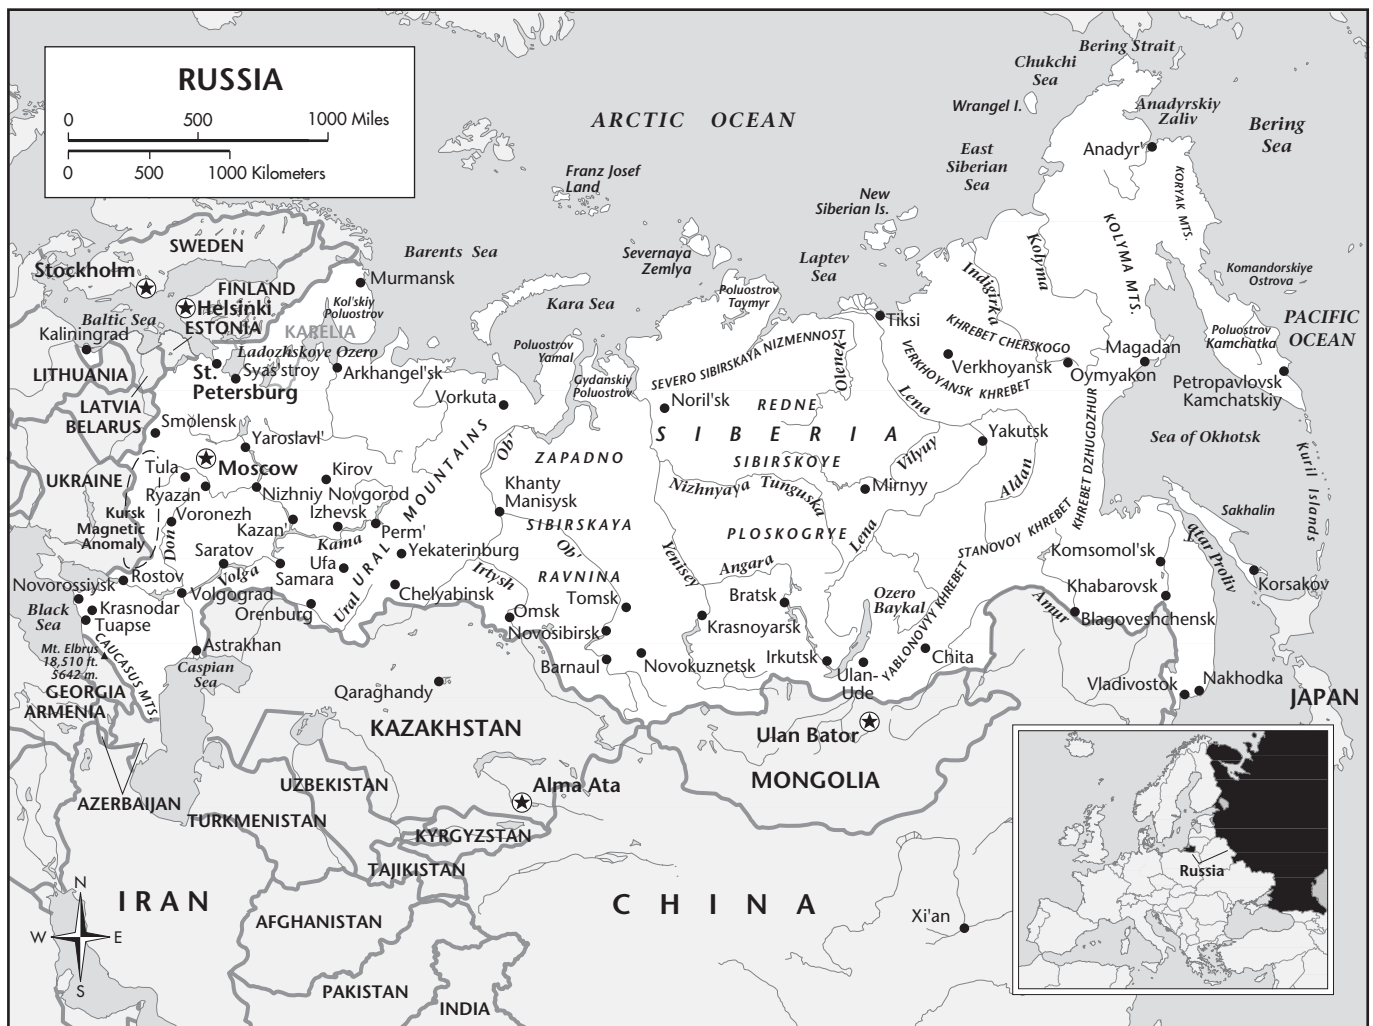 RUSSIA
0 500 1000 Miles
0 500 1000 Kilometers
ARCTIC OCEAN
Bering Strait
Chukchi
Sea
Wrangel I.
Anadyrskiy
Zaliv
Bering
Sea
Anadyr'
East
Siberian
Sea
Franz Josef
Land
New
Siberian Is.
KORYAK MTS.
KOLYMA MTS.
Kolyma
Indigirka
SWEDEN
Stockholm
Barents Sea
Severnaya
Zemlya
Laptev
Sea
Komandorskiye
Ostrova
Murmansk
FINLAND
Helsinki
Kol'skiy
Poluostrov
Kara Sea
Poluostrov
Taymyr
Tiksi
KHREBET CHERSKOGO
PACIFIC
OCEAN
Baltic Sea
ESTONIA
KARELIA
Kaliningrad
Ladozhskoye Ozero
Poluostrov
Yamal
SEVERO SIBIRSKAYA NIZMENNOST
Olenek
VERKHOYANSK KHREBET
Verkhoyansk
Oymyakon
Magadan
Poluostrov
Kamchatka
LITHUANIA
St.
Petersburg
Syas'stroy
Arkhangel'sk
Gydanskiy
Poluostrov
Petropavlovsk
Kamchatskiy
LATVIA
BELARUS
Vorkuta
Noril'sk
REDNE
Lena
Smolensk
Yaroslavl'
SIBERIA
Yakutsk
Sea of Okhotsk
Moscow
URAL MOUNTAINS
Ob'
ZAPADNO
SIBIRSKOYE
Vilyuy
Aldan
KHREBET DZHUGDZHUR
Kuril Islands
Tula
Kirov
UKRAINE
Ryazan
Nizhniy Novgorod
Khanty
Manisysk
Nizhnyaya Tunguska
Mirnyy
Kursk
Magnetic
Anomaly
Voronezh
Izhevsk
Kazan'
Perm'
SIBIRSKAYA
PLOSKOGRYE
Lena
STANOVOY KHREBET
Sakhalin
atar Proliv
T
Don
Kama
Ob'
Yenisey
Saratov
Ufa
Yekaterinburg
Angara
Komsomol'sk
Novorossiysk
Rostov
Volga
Samara
Ural
Irtysh
RAVNINA
Khabarovsk
Korsakov
Volgograd
Chelyabinsk
Tomsk
Bratsk
Ozero
Baykal
YABLONOVYY KHREBET
Amur
Black
Sea
Krasnodar
Tuapse
Orenburg
Omsk
Novosibirsk
Krasnoyarsk
Blagoveshchensk
Mt. Elbrus
18,510 ft.
5642 m.
CAUCASUS MTS.
Astrakhan
Caspian
Sea
Barnaul
Novokuznetsk
Irkutsk
Ulan-
Ude
Chita
Vladivostok
Nakhodka
GEORGIA
ARMENIA
Qaraghandy
JAPAN
KAZAKHSTAN
Ulan Bator
MONGOLIA
UZBEKISTAN
Alma Ata
AZERBAIJAN
TURKMENISTAN
KYRGYZSTAN
TAJIKISTAN
Russia
N
W E
S
IRAN
CHINA
AFGHANISTAN
Xi'an
PAKISTAN
INDIA